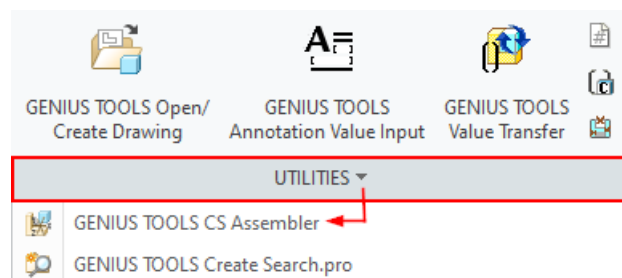 A=
GENIUS TOOLS Open/
Create Drawing
GENIUS TOOLS
Annotation Value Input
GENIUS TOOLS
Value Transfer
UTILITIES
GENIUS TOOLS CS Assembler
GENIUS TOOLS Create Search.pro